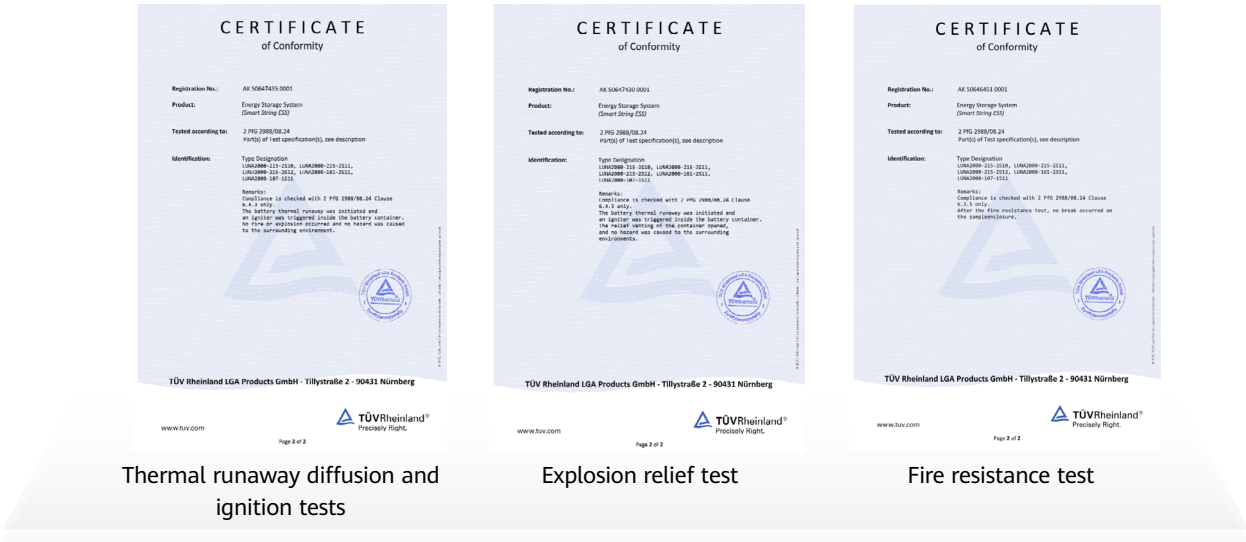 CERTIFICATE
of Conformity
Registration No.: AK 50647435 0001
Product: Energy Storage System
(Smart String ESS)
Tested according to: 2 PfG 2988/08.24
Part(s) of Test specification(s), see description
Identification: Type Designation
LUNA2000-215-2S10, LUNA2000-215-2S11,
LUNA2000-215-2S12, LUNA2000-161-2S11,
LUNA2000-107-1S11
Remarks:
Compliance is checked with 2 PfG 2988/08.24 Clause
6.4.3 only.
The battery thermal runaway was initiated and
an igniter was triggered inside the battery container.
No fire or explosion occurred and no hazard was caused
to the surrounding environment.
TÜVRheinland
TÜV Rheinland LGA Products GmbH - Tillystraße 2 - 90431 Nürnberg
www.tuv.com
TÜVRheinland®
Precisely Right.
Page 2 of 2
Thermal runaway diffusion and
ignition tests
CERTIFICATE
of Conformity
Registration No.: AK 50647430 0001
Product: Energy Storage System
(Smart String ESS)
Tested according to: 2 PfG 2988/08.24
Part(s) of Test specification(s), see description
Identification: Type Designation
LUNA2000-215-2S10, LUNA2000-215-2S11,
LUNA2000-215-2S12, LUNA2000-161-2S11,
LUNA2000-107-1S11
Remarks:
Compliance is checked with 2 PfG 2988/08.24 Clause
6.4.3 only.
The battery thermal runaway was initiated and
an igniter was triggered inside the battery container.
The relief venting of the container opened,
and no hazard was caused to the surrounding
environments.
TÜVRheinland
TÜV Rheinland LGA Products GmbH - Tillystraße 2 - 90431 Nürnberg
www.tuv.com
TÜVRheinland®
Precisely Right.
Page 2 of 2
Explosion relief test
CERTIFICATE
of Conformity
Registration No.: AK 50646451 0001
Product: Energy Storage System
(Smart String ESS)
Tested according to: 2 PfG 2988/08.24
Part(s) of Test specification(s), see description
Identification: Type Designation
LUNA2000-215-2S10, LUNA2000-215-2S11,
LUNA2000-215-2S12, LUNA2000-161-2S11,
LUNA2000-107-1S11
Remarks:
Compliance is checked with 2 PfG 2988/08.24 Clause
6.3.5 only.
After the fire resistance test, no break occurred on
the sampleenclosure.
TÜVRheinland
TÜV Rheinland LGA Products GmbH - Tillystraße 2 - 90431 Nürnberg
www.tuv.com
TÜVRheinland®
Precisely Right.
Page 2 of 2
Fire resistance test